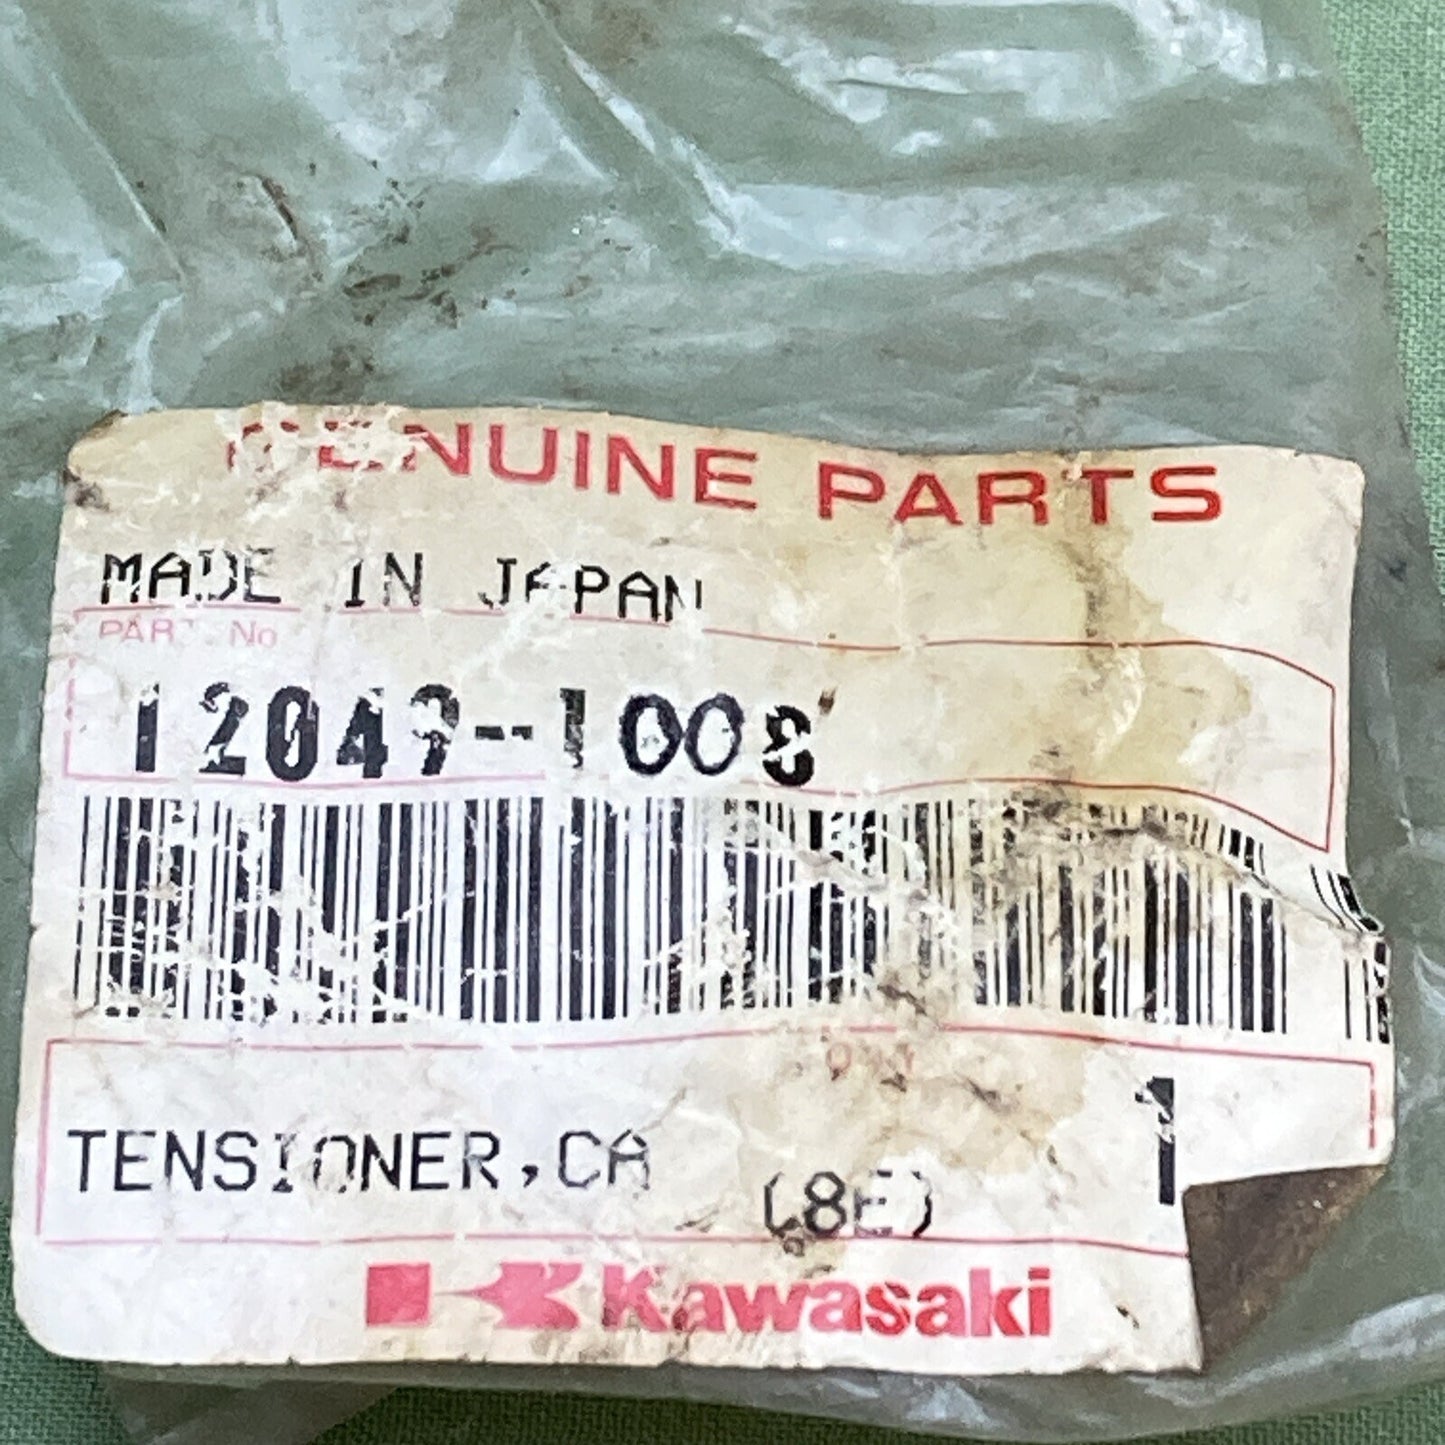 GENUINE PARTS
MADE IN JAPAN
PART No
12049-1008
TENSIONER,CA
(8E)
1
Kawasaki